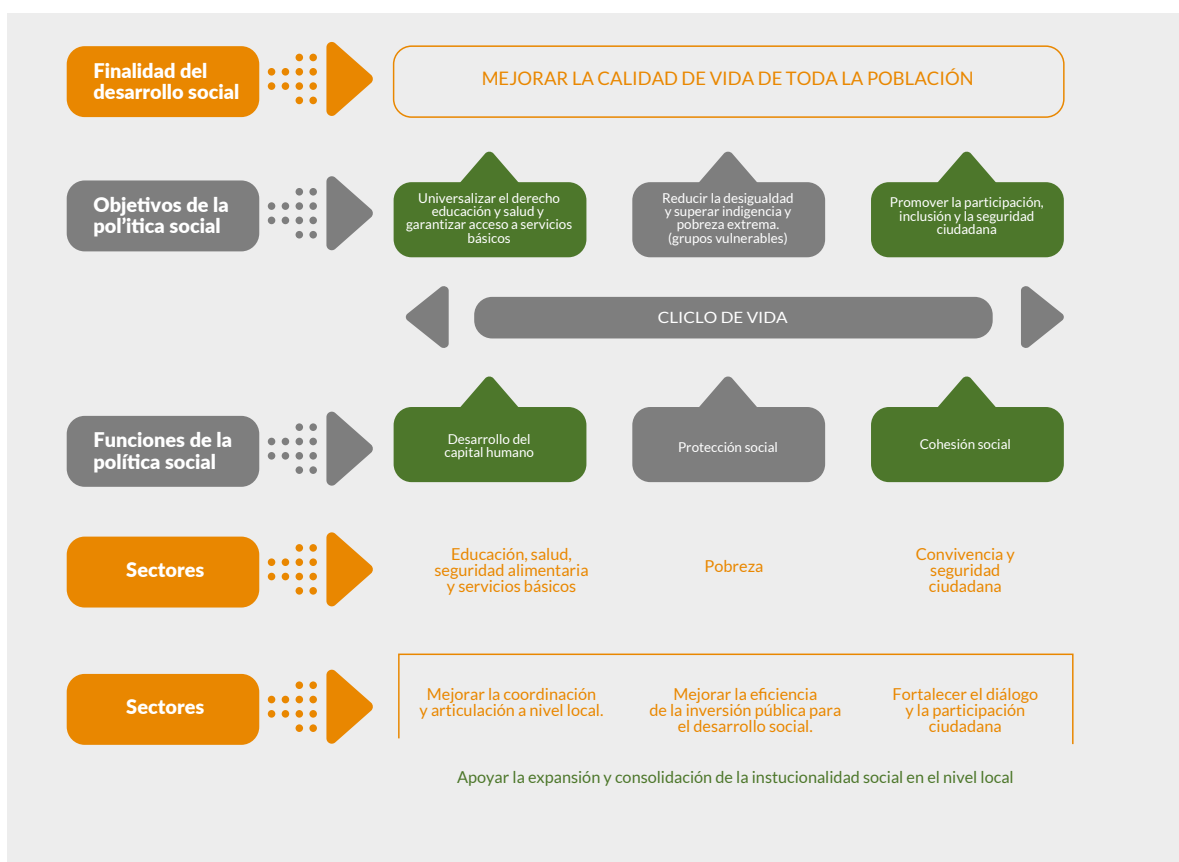 Finalidad del
desarrollo social
MEJORAR LA CALIDAD DE VIDA DE TODA LA POBLACIÓN
Objetivos de la
pol'itica social
Universalizar el derecho
educación y salud y
garantizar acceso a servicios
básicos
Reducir la desigualdad
y superar indigencia y
pobreza extrema.
(grupos vulnerables)
Promover la participación,
inclusión y la seguridad
ciudadana
CLICLO DE VIDA
Funciones de la
política social
Desarrollo del
capital humano
Protección social
Cohesión social
Sectores
Educación, salud,
seguridad alimentaria
y servicios básicos
Pobreza
Convivencia y
seguridad
ciudadana
Sectores
Mejorar la coordinación
y articulación a nivel local.
Mejorar la eficiencia
de la inversión pública para
el desarrollo social.
Fortalecer el diálogo
y la participación
ciudadana
Apoyar la expansión y consolidación de la instucionalidad social en el nivel local